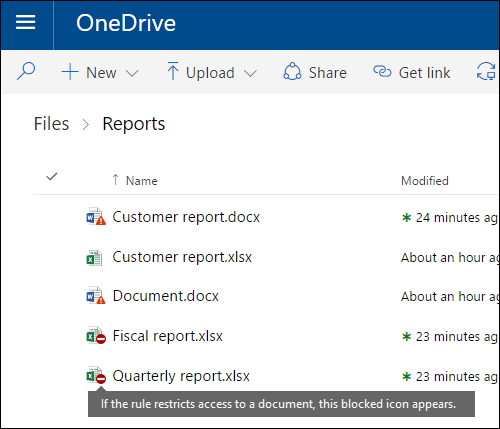 OneDrive
New Upload Share Get link
Files > Reports
Name Modified
Customer report.docx 24 minutes ag
Customer report.xlsx About an hour ag
Document.docx About an hour ag
Fiscal report.xlsx 23 minutes ag
Quarterly report.xlsx 23 minutes ag
If the rule restricts access to a document, this blocked icon appears.